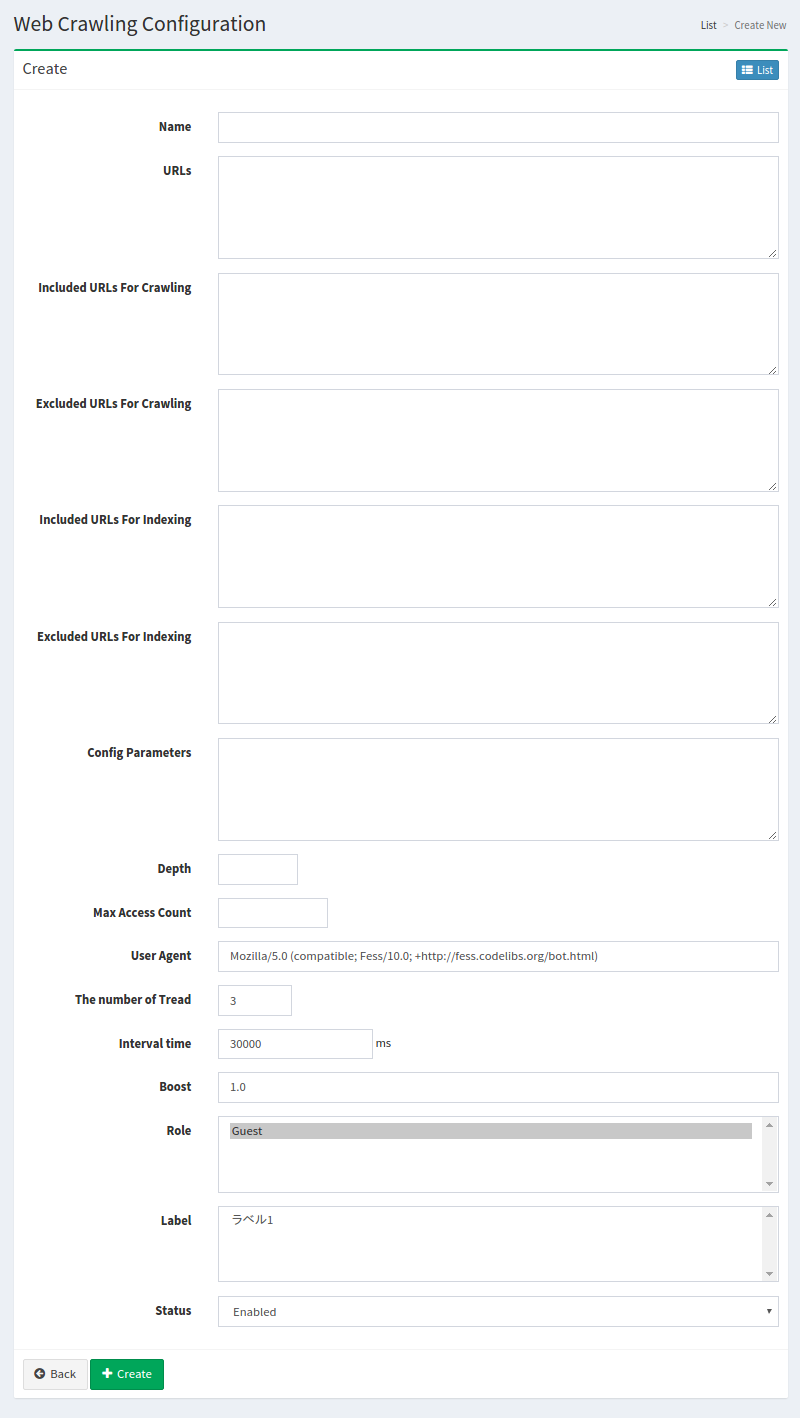 Web Crawling Configuration
List > Create New
Create
List
Name
URLs
Included URLs For Crawling
Excluded URLs For Crawling
Included URLs For Indexing
Excluded URLs For Indexing
Config Parameters
Depth
Max Access Count
User Agent Mozilla/5.0 (compatible; Fess/10.0; +http://fess.codelibs.org/bot.html)
The number of Tread 3
Interval time 30000 ms
Boost 1.0
Role Guest
Label ラベル1
Status Enabled
Back Create